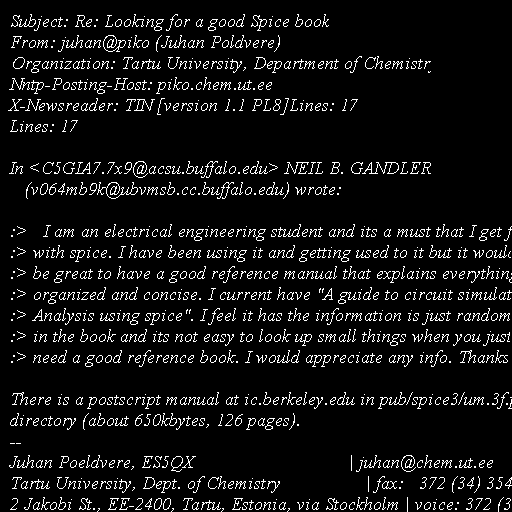 Subject: Re: Looking for a good Spice book
From: juhan@piko (Juhan Poldvere)
Organization: Tartu University, Department of Chemistr
Nntp-Posting-Host: piko.chem.ut.ee
X-Newsreader: TIN [version 1.1 PL8]Lines: 17
Lines: 17

In <C5GIA7.7x9@acsu.buffalo.edu> NEIL B. GANDLER
(v064mb9k@ubvmsb.cc.buffalo.edu) wrote:

:> I am an electrical engineering student and its a must that I get f
:> with spice. I have been using it and getting used to it but it would
:> be great to have a good reference manual that explains everything
:> organized and concise. I current have "A guide to circuit simulat
:> Analysis using spice". I feel it has the information is just random
:> in the book and its not easy to look up small things when you just
:> need a good reference book. I would appreciate any info. Thanks

There is a postscript manual at ic.berkeley.edu in pub/spice3/um.3f.p
directory (about 650kbytes, 126 pages).
--
Juhan Poeldvere, ES5QX | juhan@chem.ut.ee
Tartu University, Dept. of Chemistry | fax: 372 (34) 354
2 Jakobi St., EE-2400, Tartu, Estonia, via Stockholm | voice: 372 (3